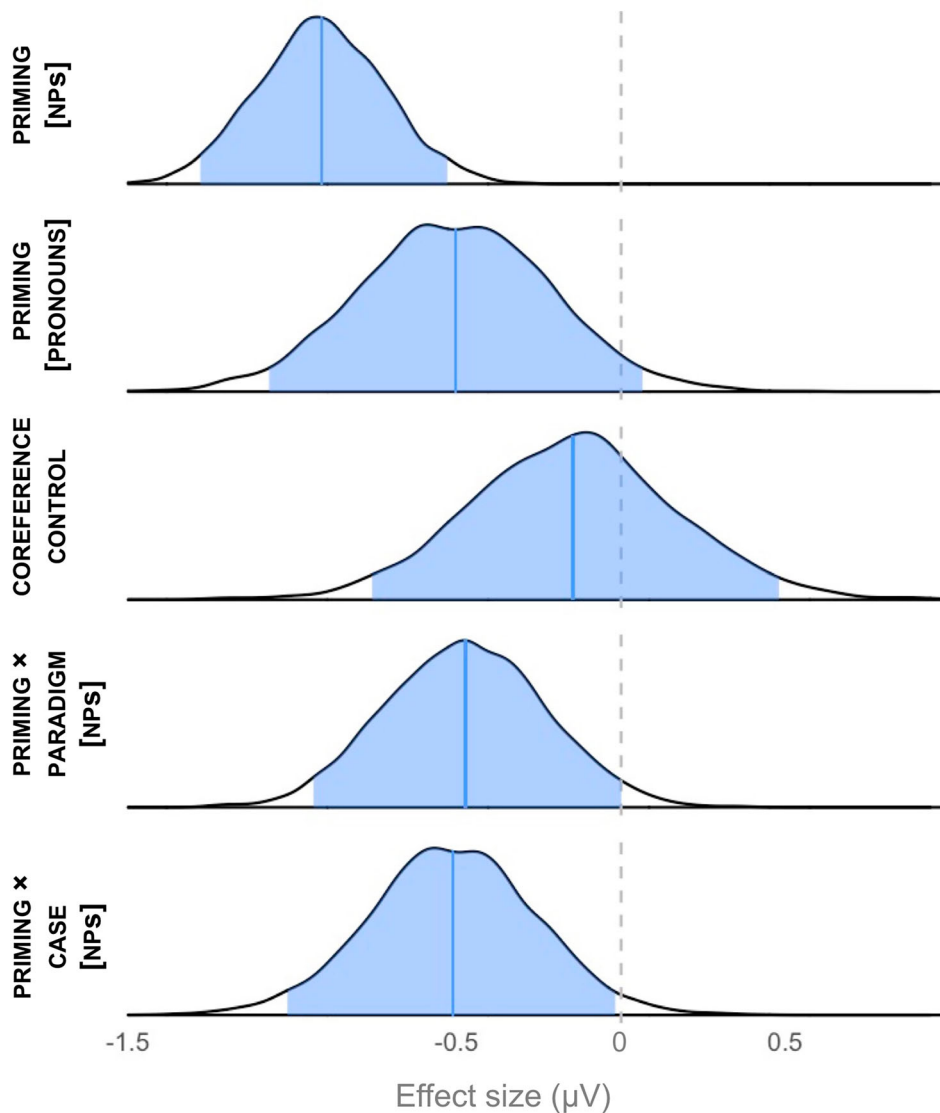 PRIMING
[NPs]
PRIMING
[PRONOUNS]
COREFERENCE
CONTROL
PRIMING ×
PARADIGM
[NPs]
PRIMING ×
CASE
[NPs]
-1.5 -0.5 0 0.5
Effect size (µV)